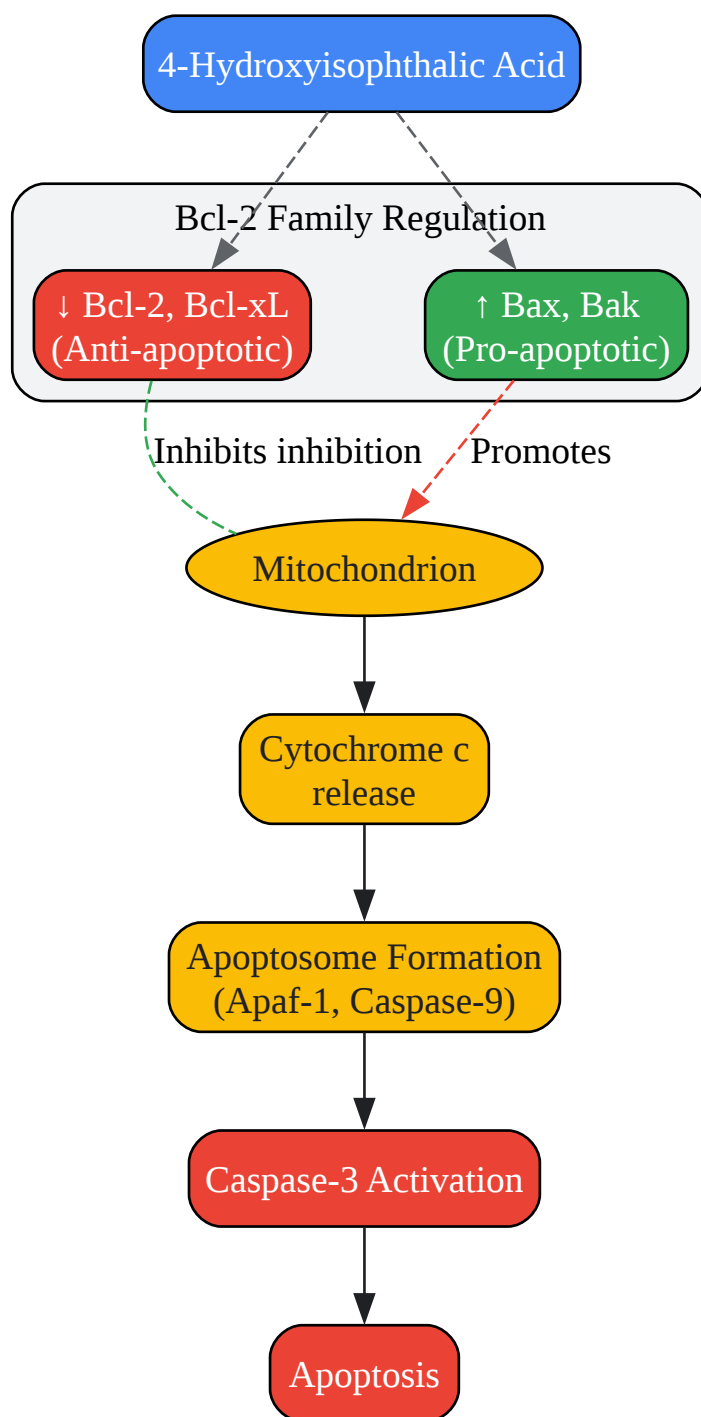 4-Hydroxyisophthalic Acid
Bcl-2 Family Regulation
↓ Bcl-2, Bcl-xL
(Anti-apoptotic)
↑ Bax, Bak
(Pro-apoptotic)
Inhibits inhibition
Promotes
Mitochondrion
Cytochrome c
release
Apoptosome Formation
(Apaf-1, Caspase-9)
Caspase-3 Activation
Apoptosis